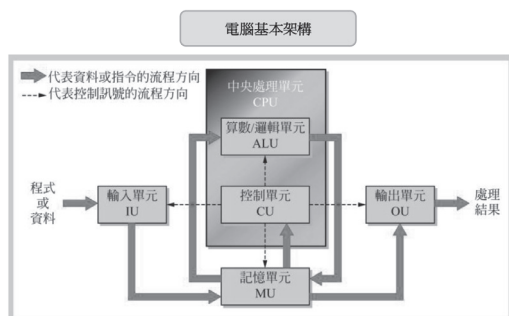 電腦基本架構
代表資料或指令的流程方向
代表控制訊號的流程方向
中央處理單元
CPU
算數/邏輯單元
ALU
程式
或
資料
輸入單元
IU
控制單元
CU
輸出單元
OU
處理
結果
記憶單元
MU